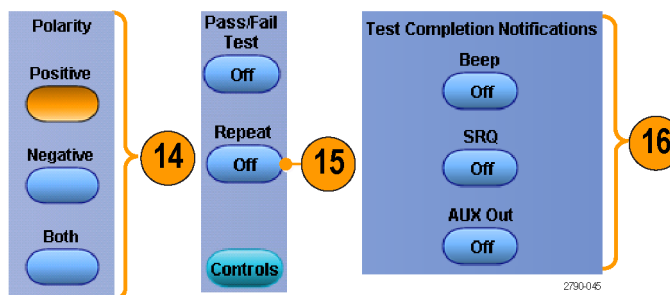 Polarity
Positive
Negative
Both
14
Pass/Fail
Test
Off
Repeat
Off
15
Controls
Test Completion Notifications
Beep
Off
SRQ
Off
AUX Out
Off
16
2790-045